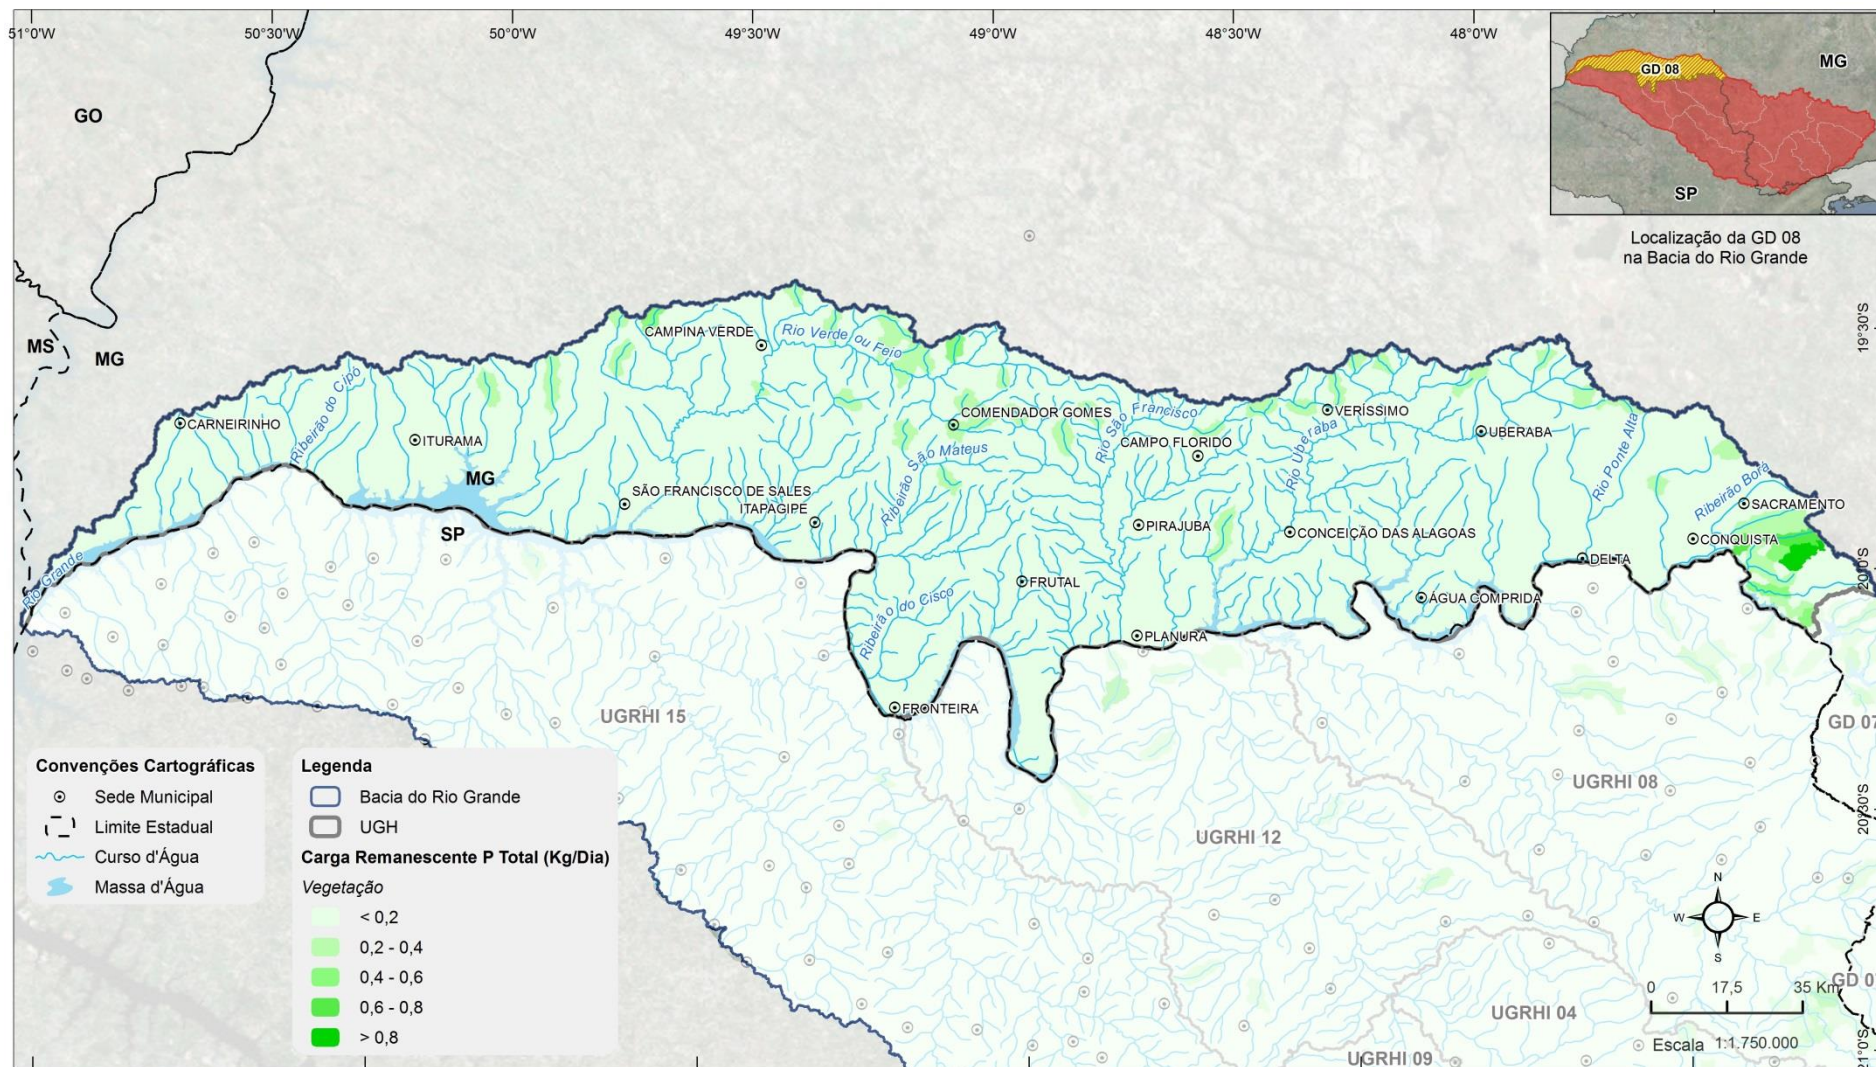 51°0'W
50°30'W
50°0'W
49°30'W
49°0'W
48°30'W
48°0'W
GD 08
MG
SP
Localização da GD 08
na Bacia do Rio Grande
GO
MS
MG
19°30'S
20°0'S
20°30'S
21°0'S
CAMPINA VERDE
Rio Verde ou Feio
Ribeirão do Cipó
CARNEIRINHO
ITURAMA
COMENDADOR GOMES
Rio São Francisco
VERÍSSIMO
CAMPO FLORIDO
Rio Uberaba
UBERABA
Rio Ponte Alta
Ribeirão São Mateus
MG
SÃO FRANCISCO DE SALES
ITAPAGIPE
Ribeirão Borá
SACRAMENTO
SP
PIRAJUBA
CONCEIÇÃO DAS ALAGOAS
CONQUISTA
DELTA
Rio Grande
FRUTAL
Ribeirão do Cisco
ÁGUA COMPRIDA
PLANURA
FRONTEIRA
UGRHI 15
GD 07
UGRHI 08
UGRHI 12
UGRHI 04
UGRHI 09
GD 0
Convenções Cartográficas
Sede Municipal
Limite Estadual
Curso d'Água
Massa d'Água
Legenda
Bacia do Rio Grande
UGH
Carga Remanescente P Total (Kg/Dia)
Vegetação
< 0,2
0,2 - 0,4
0,4 - 0,6
0,6 - 0,8
> 0,8
N
W
E
S
0
17,5
35 Km
Escala 1:1.750.000